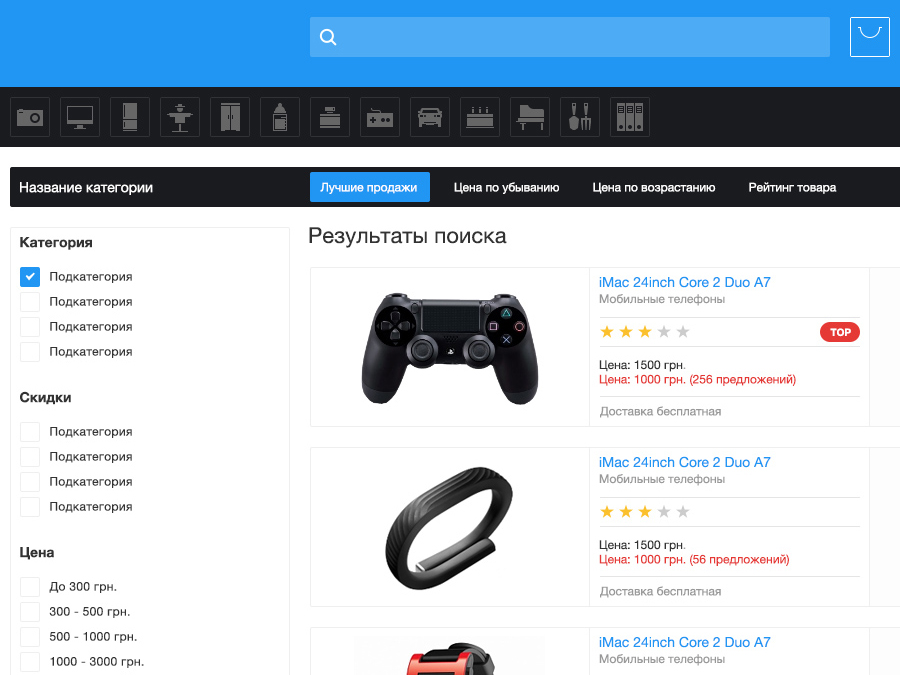 Название категории
Лучшие продажи
Цена по убыванию
Цена по возрастанию
Рейтинг товара
Категория
Подкатегория
Подкатегория
Подкатегория
Подкатегория
Скидки
Подкатегория
Подкатегория
Подкатегория
Подкатегория
Цена
До 300 грн.
300 - 500 грн.
500 - 1000 грн.
1000 - 3000 грн.
Результаты поиска
iMac 24inch Core 2 Duo A7
Мобильные телефоны
TOP
Цена: 1500 грн.
Цена: 1000 грн. (256 предложений)
Доставка бесплатная
iMac 24inch Core 2 Duo A7
Мобильные телефоны
Цена: 1500 грн.
Цена: 1000 грн. (56 предложений)
Доставка бесплатная
iMac 24inch Core 2 Duo A7
Мобильные телефоны